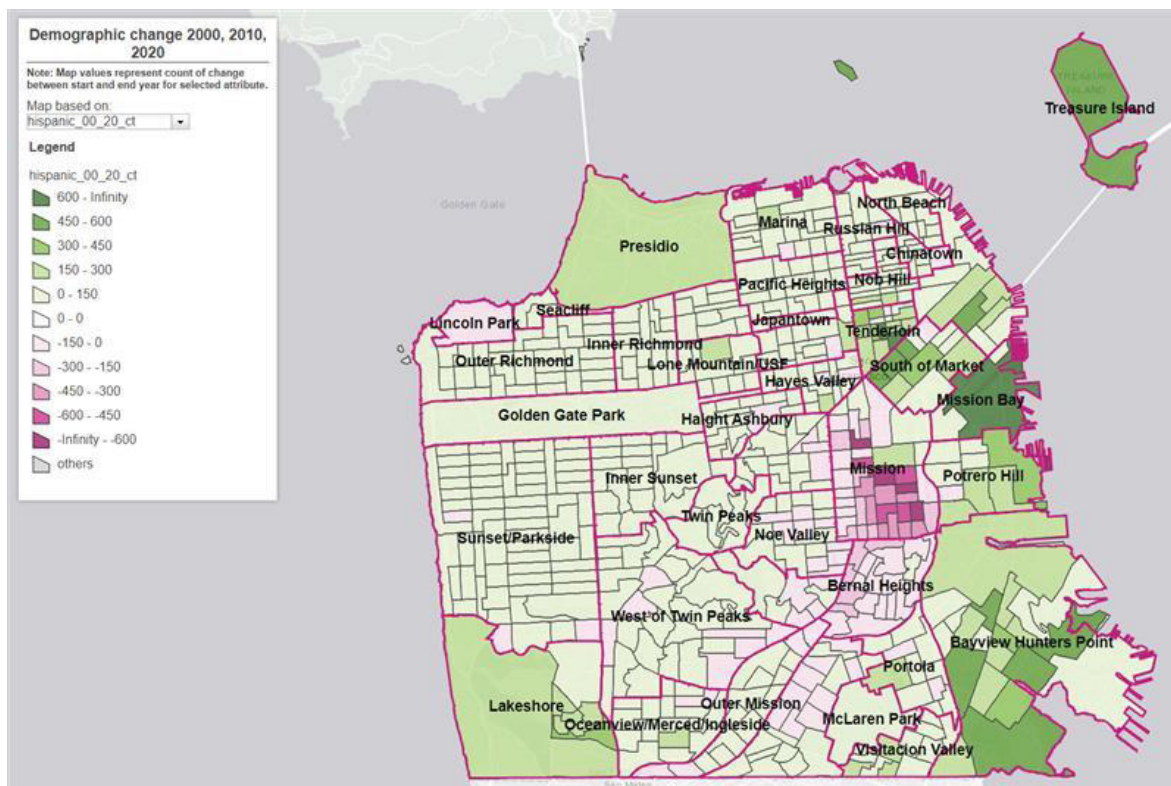 Demographic change 2000, 2010,
2020
Note: Map values represent count of change
between start and end year for selected attribute.
Map based on:
hispanic_00_20_ct
Legend
hispanic_00_20_ct
600 - Infinity
450 - 600
300 - 450
150 - 300
0 - 150
0 - 0
-150 - 0
-300 - -150
-450 - -300
-600 - -450
-Infinity - -600
others
TREASURE
ISLAND
Treasure Island
Golden Gate
North Beach
Marina
Russian Hill
Presidio
Chinatown
Nob Hill
Pacific Heights
Seacliff
Lincoln Park
Japantown
Tenderloin
Inner Richmond
Outer Richmond
Lone Mountain/USF
South of Market
Hayes Valley
Mission Bay
Golden Gate Park
Haight Ashbury
Mission
Potrero Hill
Inner Sunset
Twin Peaks
Noe Valley
Sunset/Parkside
Bernal Heights
West of Twin Peaks
Bayview Hunters Point
Portola
Lakeshore
Outer Mission
Oceanview/Merced/Ingleside
McLaren Park
Visitacion Valley